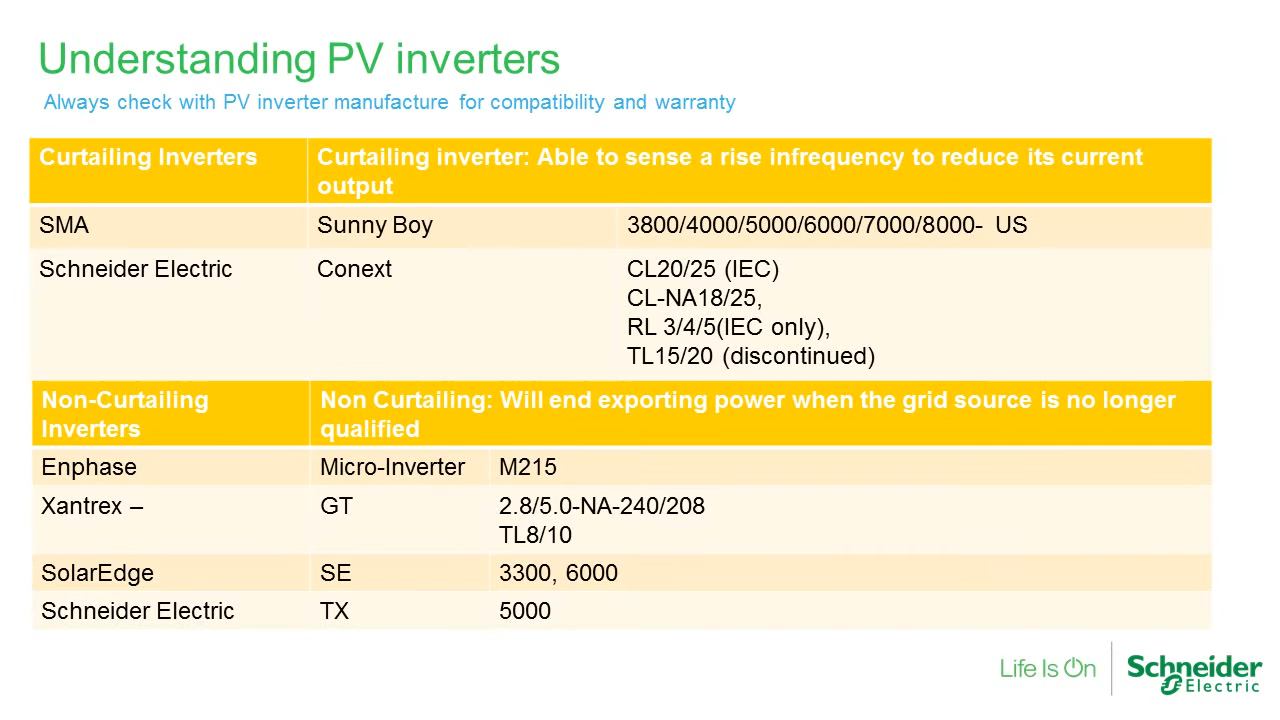 Understanding PV inverters
Always check with PV inverter manufacture for compatibility and warranty
Curtailing Inverters
Curtailing inverter: Able to sense a rise infrequency to reduce its current
output
SMA
Sunny Boy
3800/4000/5000/6000/7000/8000- US
Schneider Electric
Conext
CL20/25 (IEC)
CL-NA18/25,
RL 3/4/5(IEC only),
TL15/20 (discontinued)
Non-Curtailing
Inverters
Non Curtailing: Will end exporting power when the grid source is no longer
qualified
Enphase
Micro-Inverter
M215
Xantrex –
GT
2.8/5.0-NA-240/208
TL8/10
SolarEdge
SE
3300, 6000
Schneider Electric
TX
5000
Life Is On
Schneider
Electric